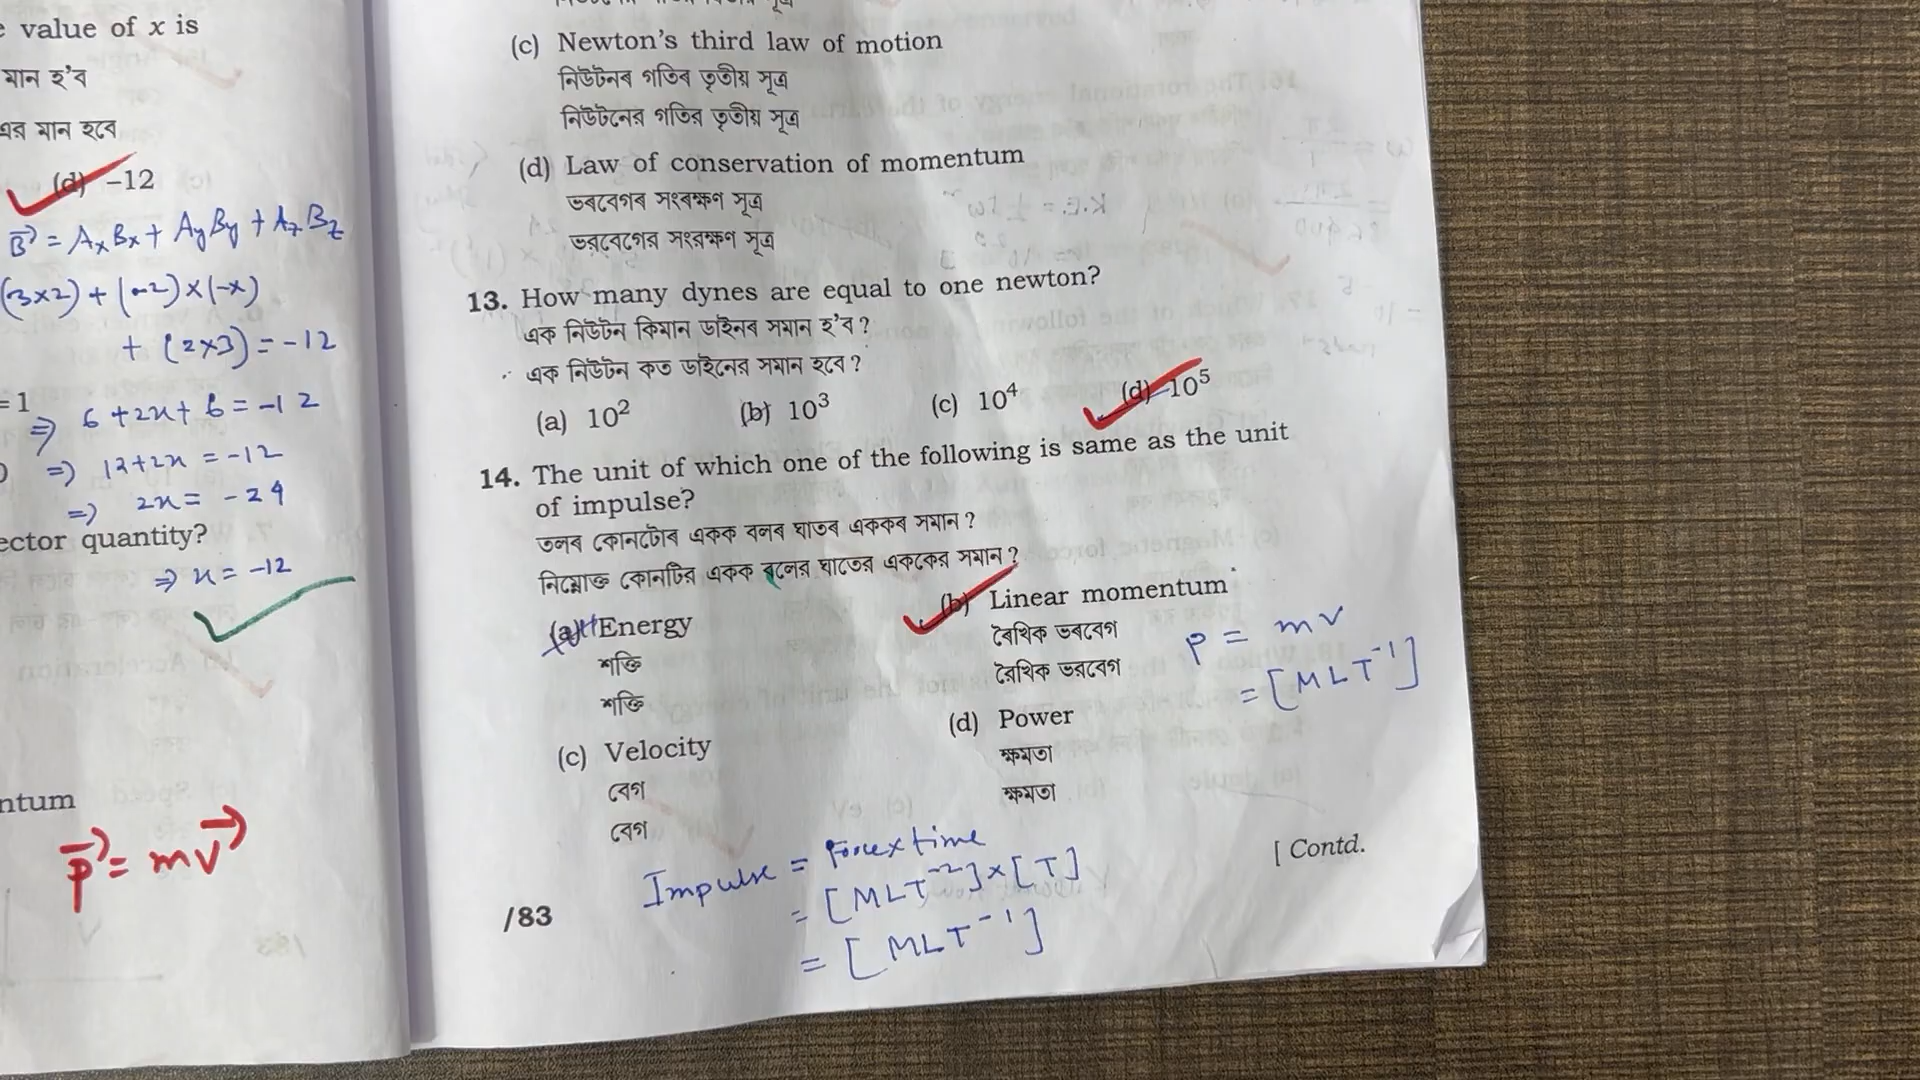 value of x is
মান হ'ব
এর মান হবে
(d) -12
B⃗ = AxBx + AyBy + AzBz
(3×2) + (-2)×(-x)
+ (2×3) = -12
=1
⇒ 6 + 2x + 6 = -12
⇒ 12 + 2x = -12
⇒ 2x = -24
ector quantity?
⇒ x = -12
ntum
p⃗ = mv⃗
(c) Newton's third law of motion
নিউটনৰ গতিৰ তৃতীয় সূত্ৰ
নিউটনের গতির তৃতীয় সূত্র
(d) Law of conservation of momentum
ভৰবেগৰ সংৰক্ষণ সূত্ৰ
ভরবেগের সংরক্ষণ সূত্র
13. How many dynes are equal to one newton?
এক নিউটন কিমান ডাইনৰ সমান হ'ব?
এক নিউটন কত ডাইনের সমান হবে?
(a) 10² (b) 10³ (c) 10⁴ (d) 10⁵
14. The unit of which one of the following is same as the unit
of impulse?
তলৰ কোনটোৰ একক বলৰ ঘাতৰ এককৰ সমান?
নিম্নোক্ত কোনটির একক বলের ঘাতের এককের সমান?
(a) Energy (b) Linear momentum
শক্তি ৰৈখিক ভৰবেগ
শক্তি রৈখিক ভরবেগ
P = mv
= [MLT⁻¹]
(c) Velocity (d) Power
বেগ ক্ষমতা
বেগ ক্ষমতা
Impulse = Force × time
= [MLT⁻²] × [T]
= [MLT⁻¹]
/83
[ Contd.